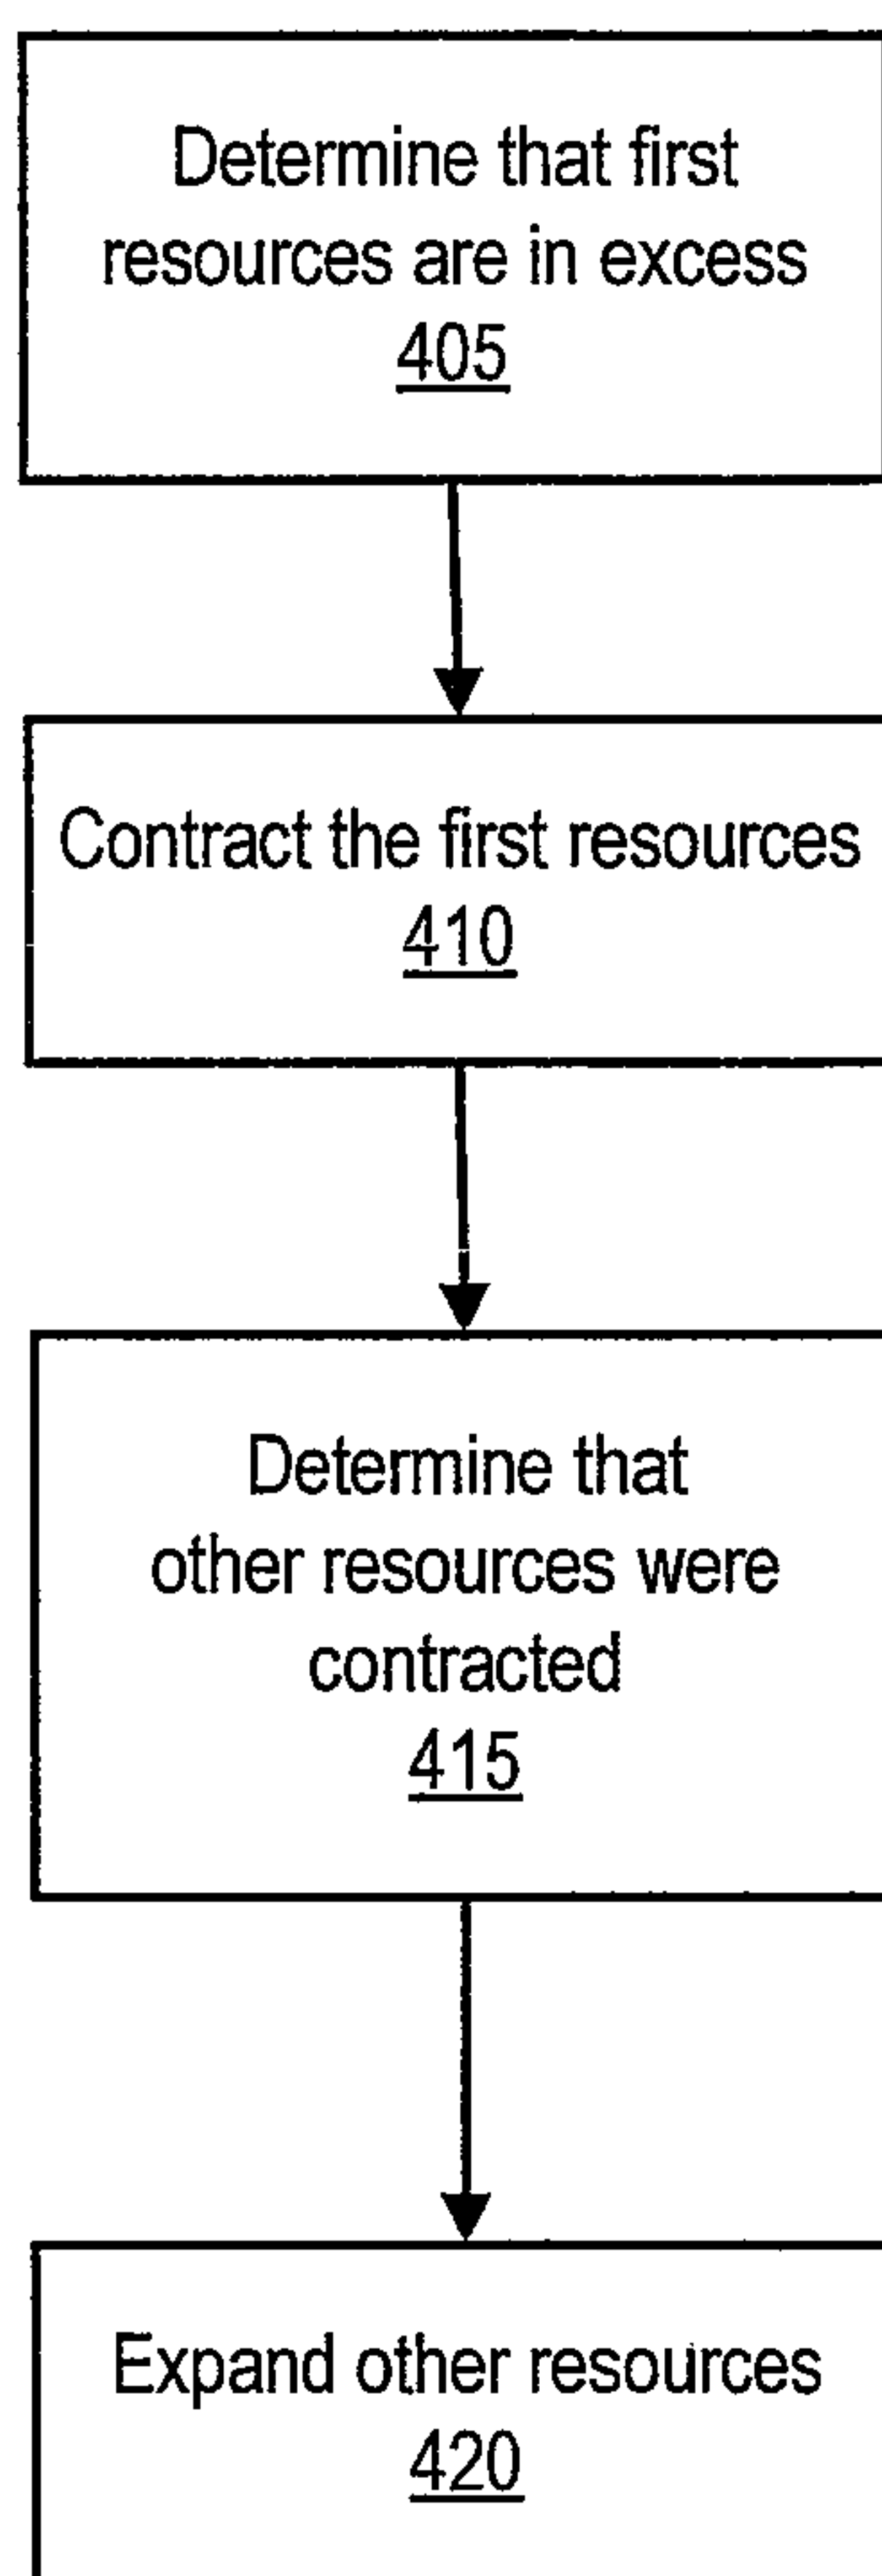 Determine that first
resources are in excess
405
Contract the first resources
410
Determine that
other resources were
contracted
415
Expand other resources
420